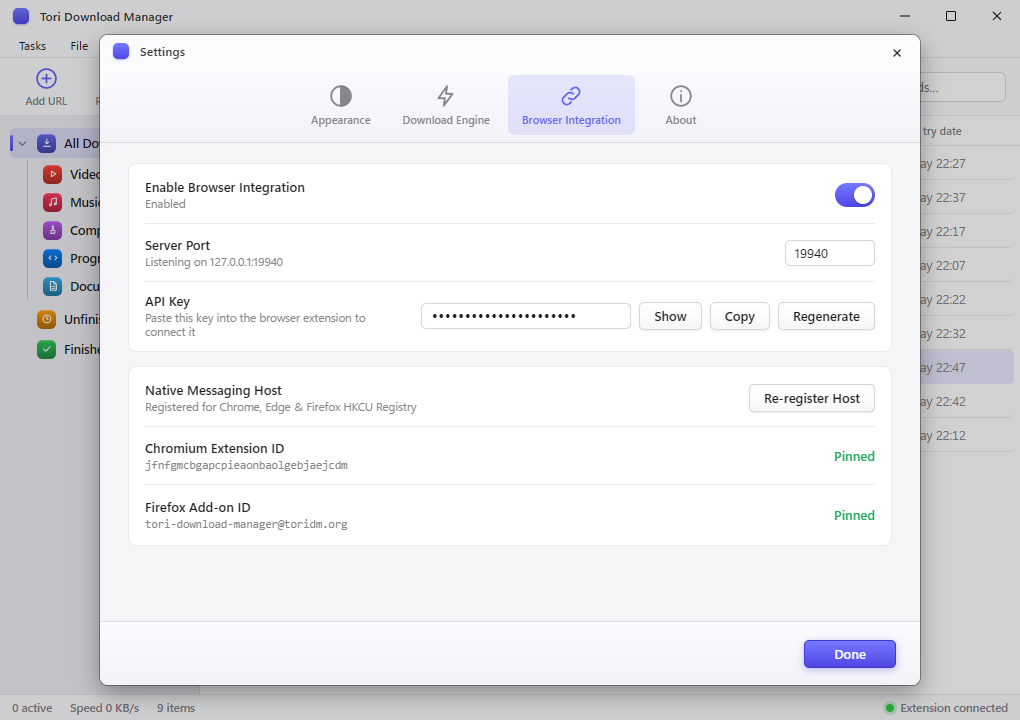 Tori Download Manager
Tasks
File
Settings
Add URL
ds...
Appearance
Download Engine
Browser Integration
About
try date
All Do
Video
Music
Comp
Progr
Docu
Unfinis
Finishe
ay 22:27
ay 22:37
ay 22:17
ay 22:07
ay 22:22
ay 22:32
ay 22:47
ay 22:42
ay 22:12
Enable Browser Integration
Enabled
Server Port
Listening on 127.0.0.1:19940
19940
API Key
Paste this key into the browser extension to
connect it
••••••••••••••••••••••
Show
Copy
Regenerate
Native Messaging Host
Registered for Chrome, Edge & Firefox HKCU Registry
Re-register Host
Chromium Extension ID
jfnfgmcbgapcpieaonbaolgebjaejcdm
Pinned
Firefox Add-on ID
tori-download-manager@toridm.org
Pinned
Done
0 active
Speed 0 KB/s
9 items
Extension connected